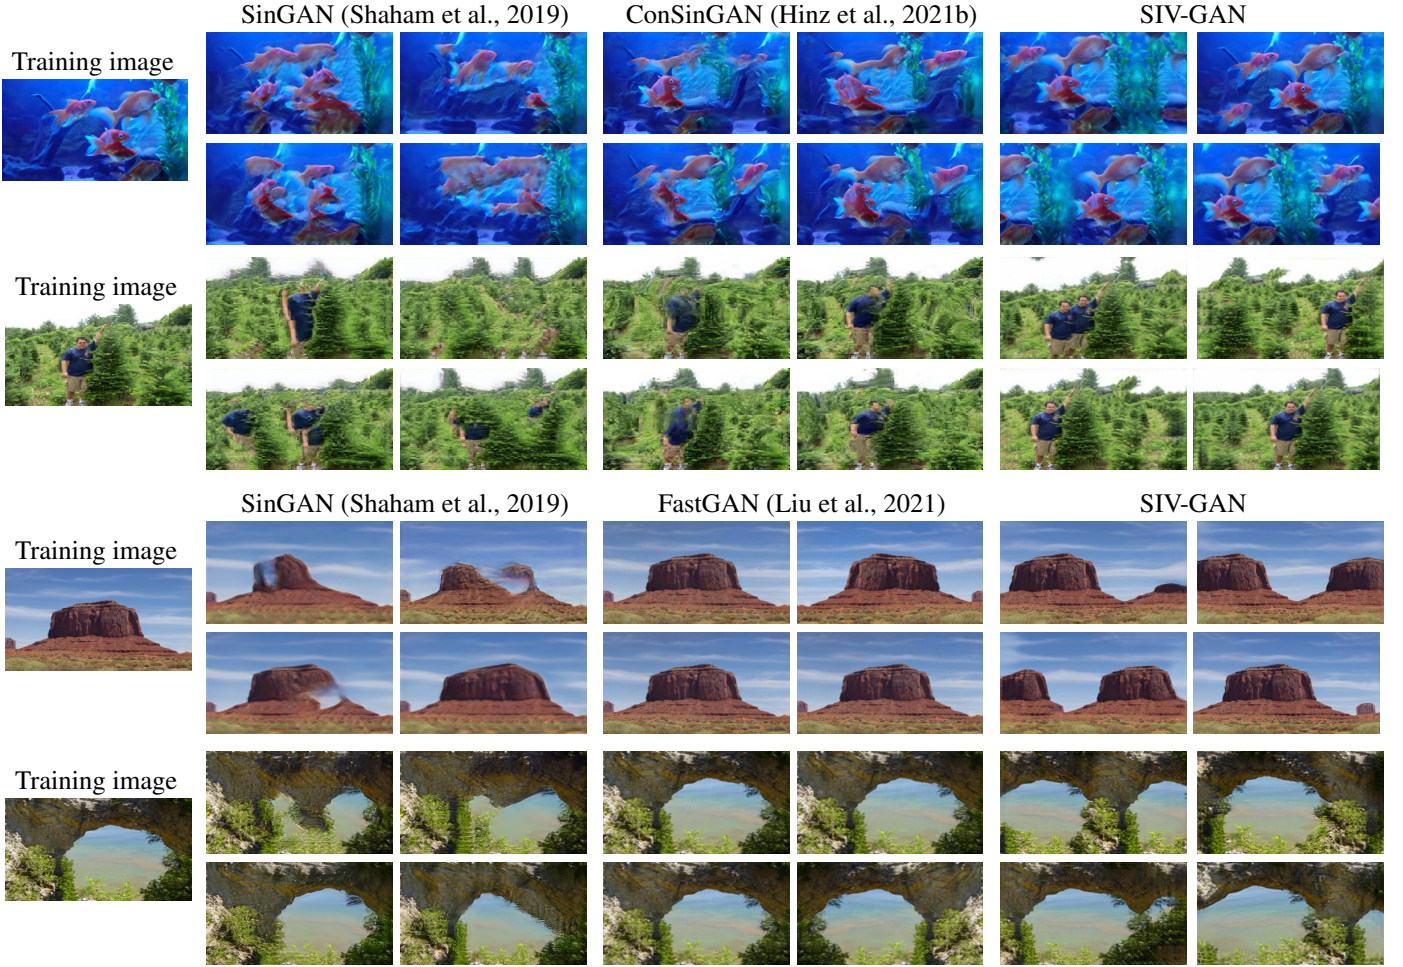 SinGAN (Shaham et al., 2019) ConSinGAN (Hinz et al., 2021b) SIV-GAN
Training image
Training image
SinGAN (Shaham et al., 2019) FastGAN (Liu et al., 2021) SIV-GAN
Training image
Training image